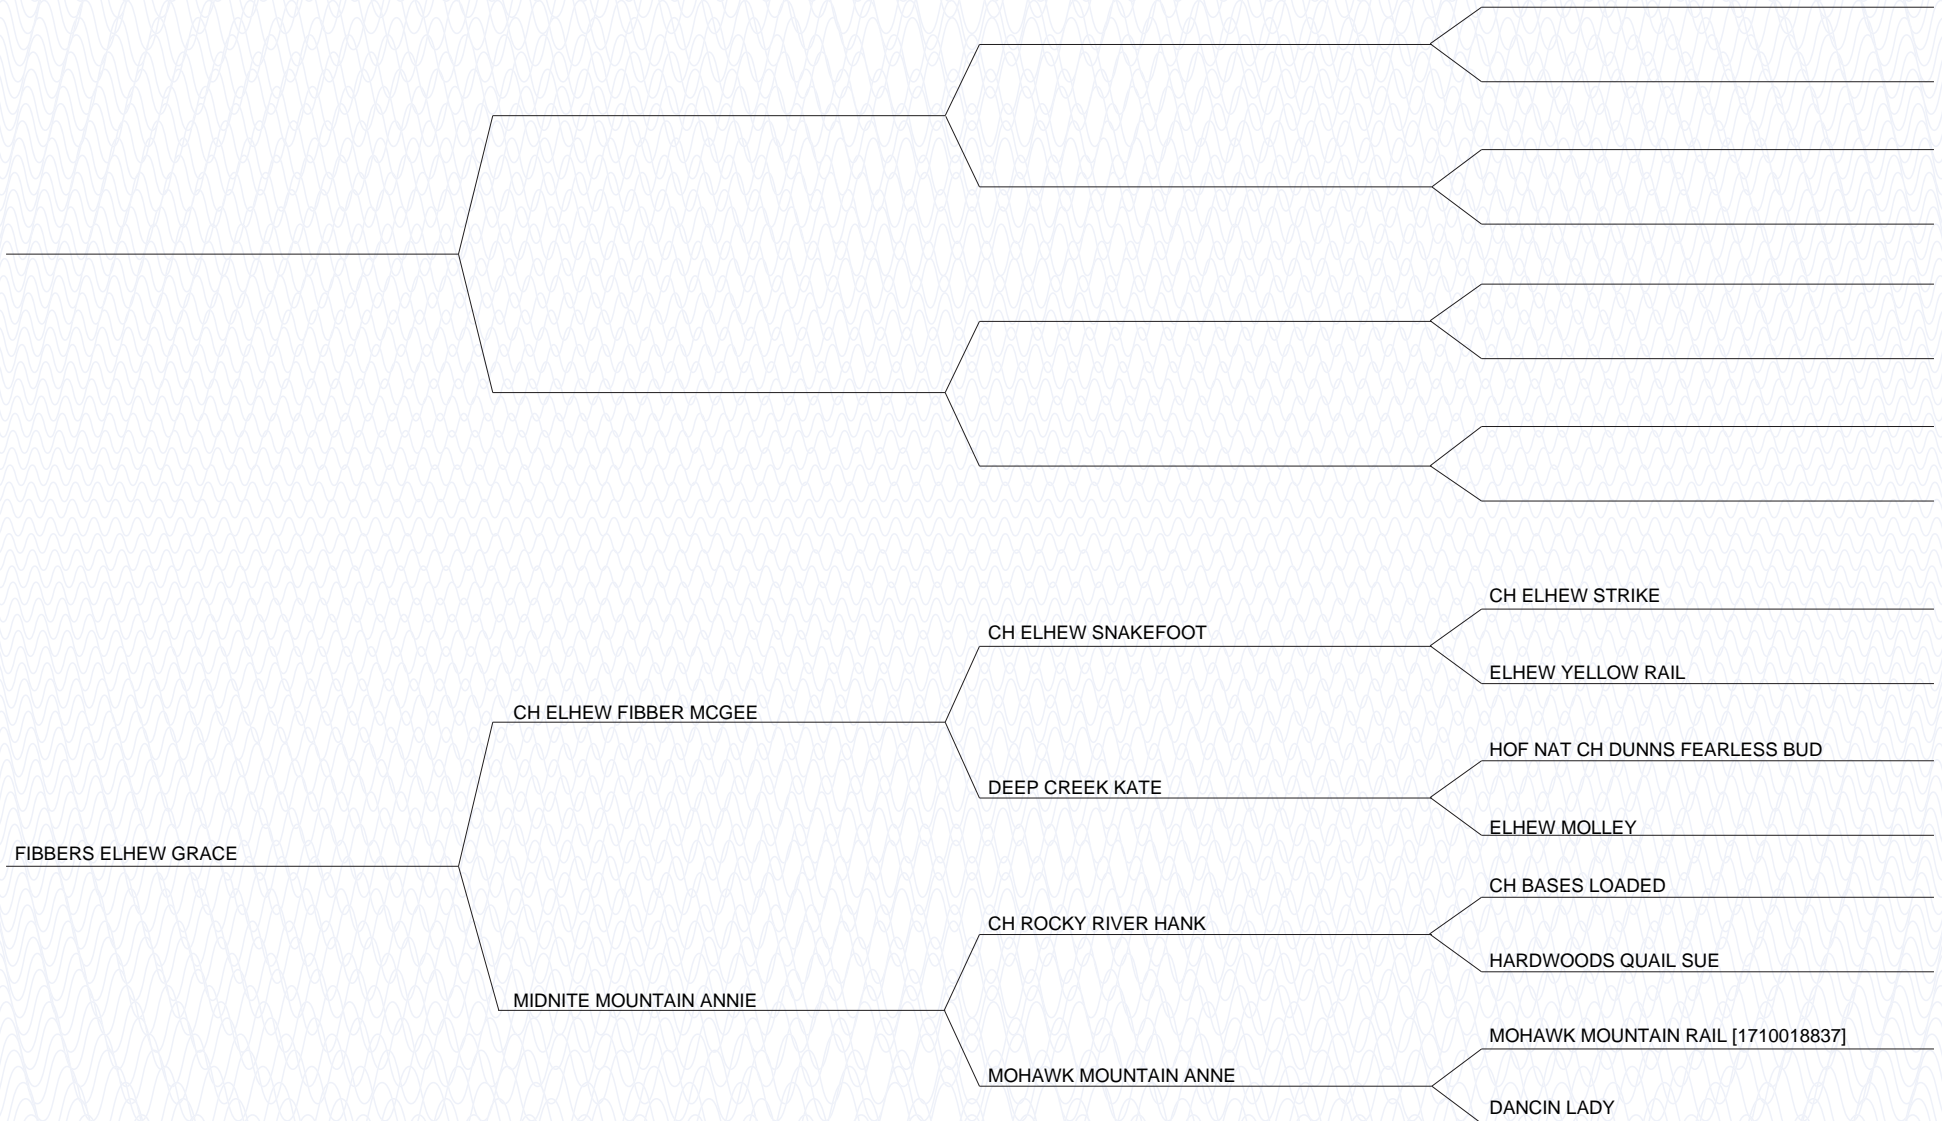 CH ELHEW STRIKE
CH ELHEW SNAKEFOOT
ELHEW YELLOW RAIL
CH ELHEW FIBBER MCGEE
HOF NAT CH DUNNS FEARLESS BUD
DEEP CREEK KATE
ELHEW MOLLEY
FIBBERS ELHEW GRACE
CH BASES LOADED
CH ROCKY RIVER HANK
HARDWOODS QUAIL SUE
MIDNITE MOUNTAIN ANNIE
MOHAWK MOUNTAIN RAIL [1710018837]
MOHAWK MOUNTAIN ANNE
DANCIN LADY